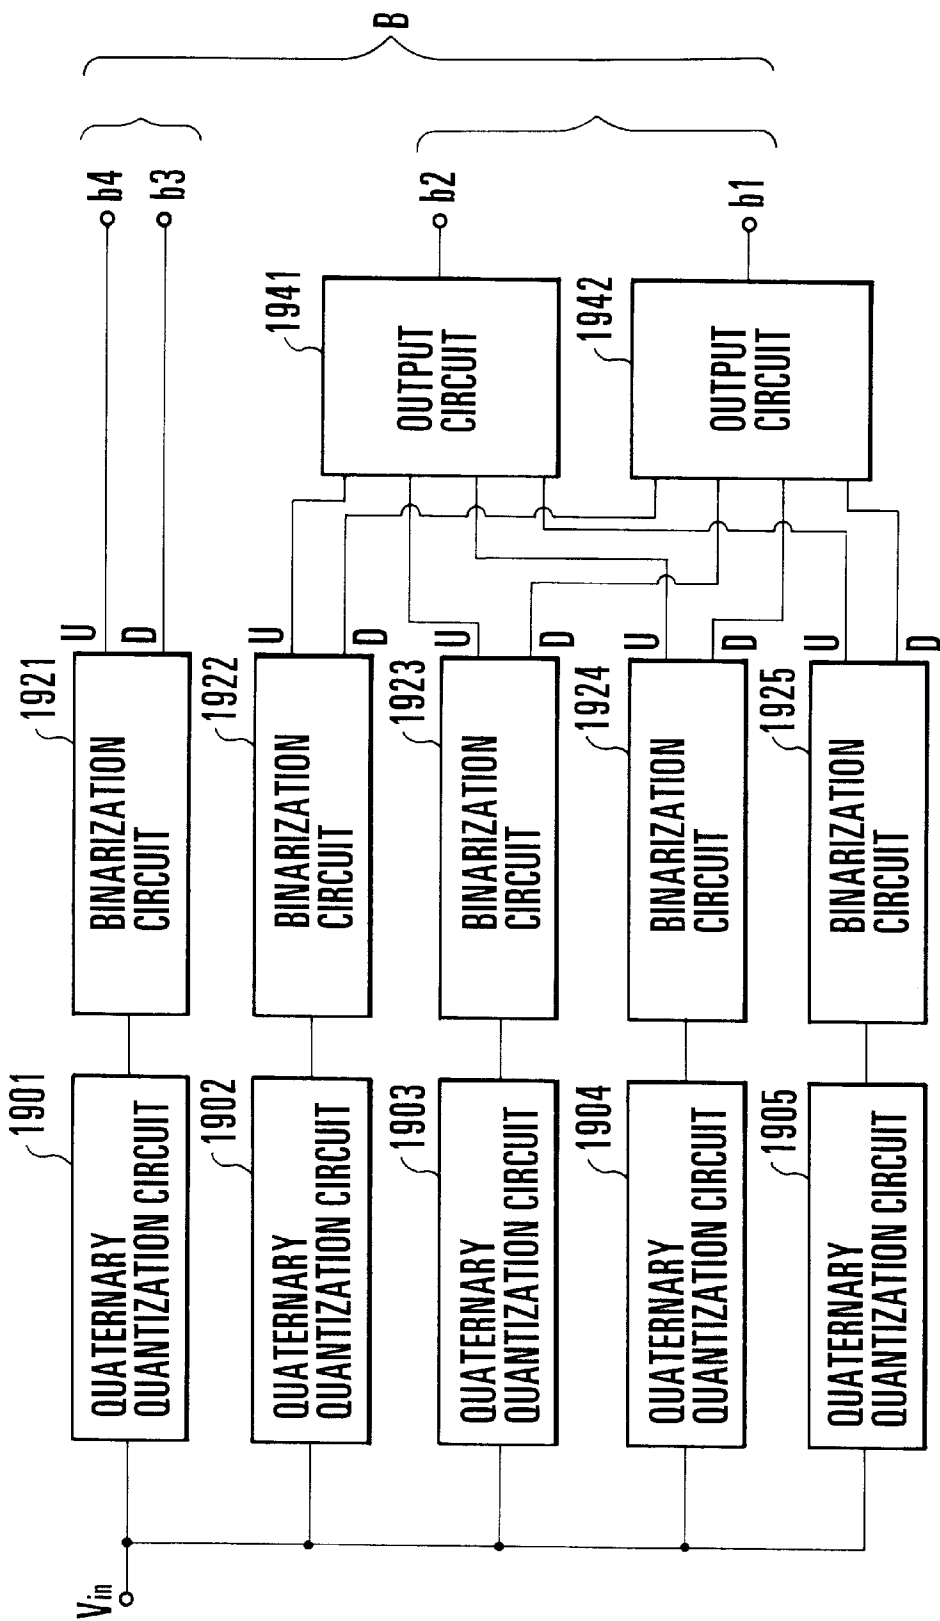 Vin
1901
QUATERNARY
QUANTIZATION CIRCUIT
1921
BINARIZATION
CIRCUIT
U
D
b4
b3
1902
QUATERNARY
QUANTIZATION CIRCUIT
1922
BINARIZATION
CIRCUIT
U
D
1903
QUATERNARY
QUANTIZATION CIRCUIT
1923
BINARIZATION
CIRCUIT
U
D
1904
QUATERNARY
QUANTIZATION CIRCUIT
1924
BINARIZATION
CIRCUIT
U
D
1905
QUATERNARY
QUANTIZATION CIRCUIT
1925
BINARIZATION
CIRCUIT
U
D
1941
OUTPUT
CIRCUIT
b2
1942
OUTPUT
CIRCUIT
b1
B